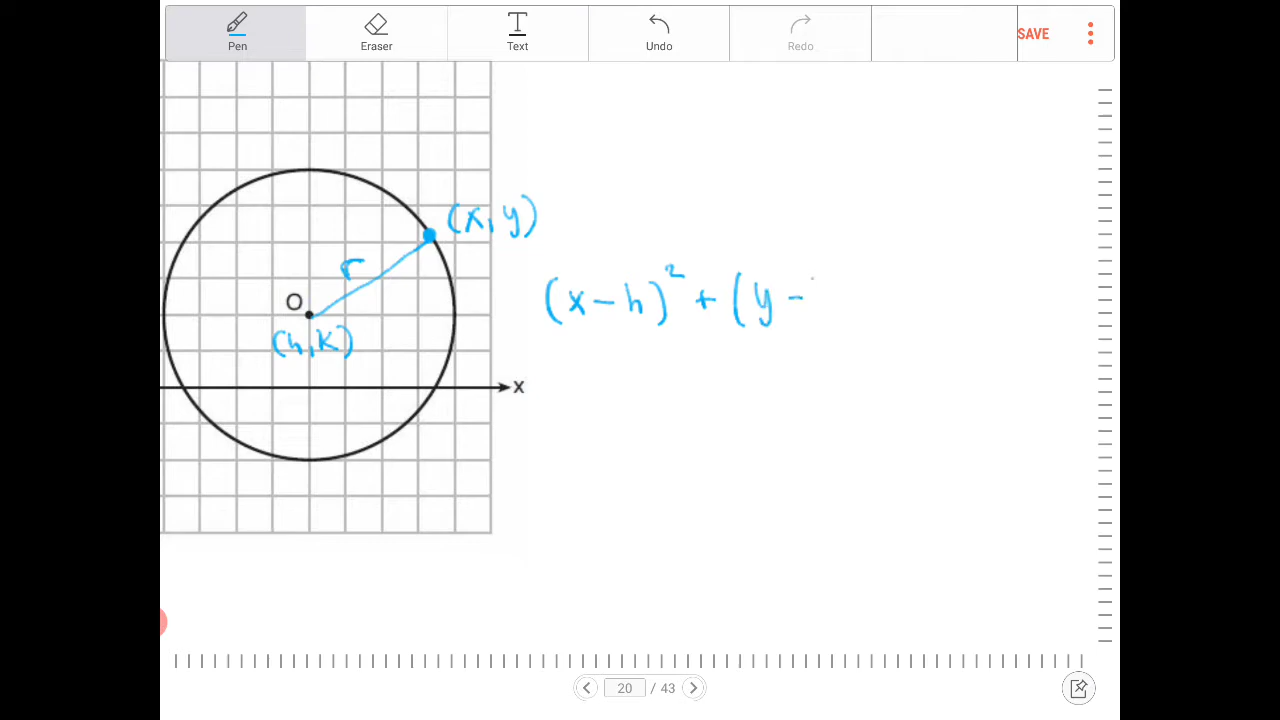 Pen Eraser Text Undo Redo SAVE
(x, y)
r
O
(h, k)
(x - h)² + (y -
x
20 / 43